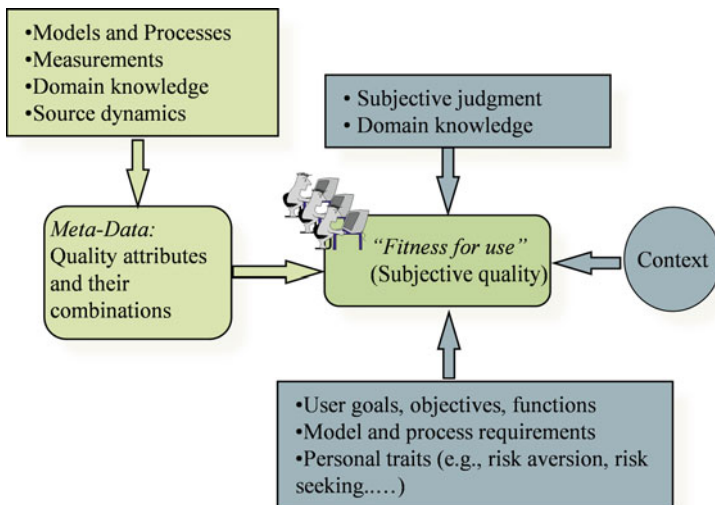 •Models and Processes
•Measurements
•Domain knowledge
•Source dynamics
• Subjective judgment
• Domain knowledge
Meta-Data:
Quality attributes
and their
combinations
“Fitness for use”
(Subjective quality)
Context
•User goals, objectives, functions
•Model and process requirements
•Personal traits (e.g., risk aversion, risk
seeking..…)